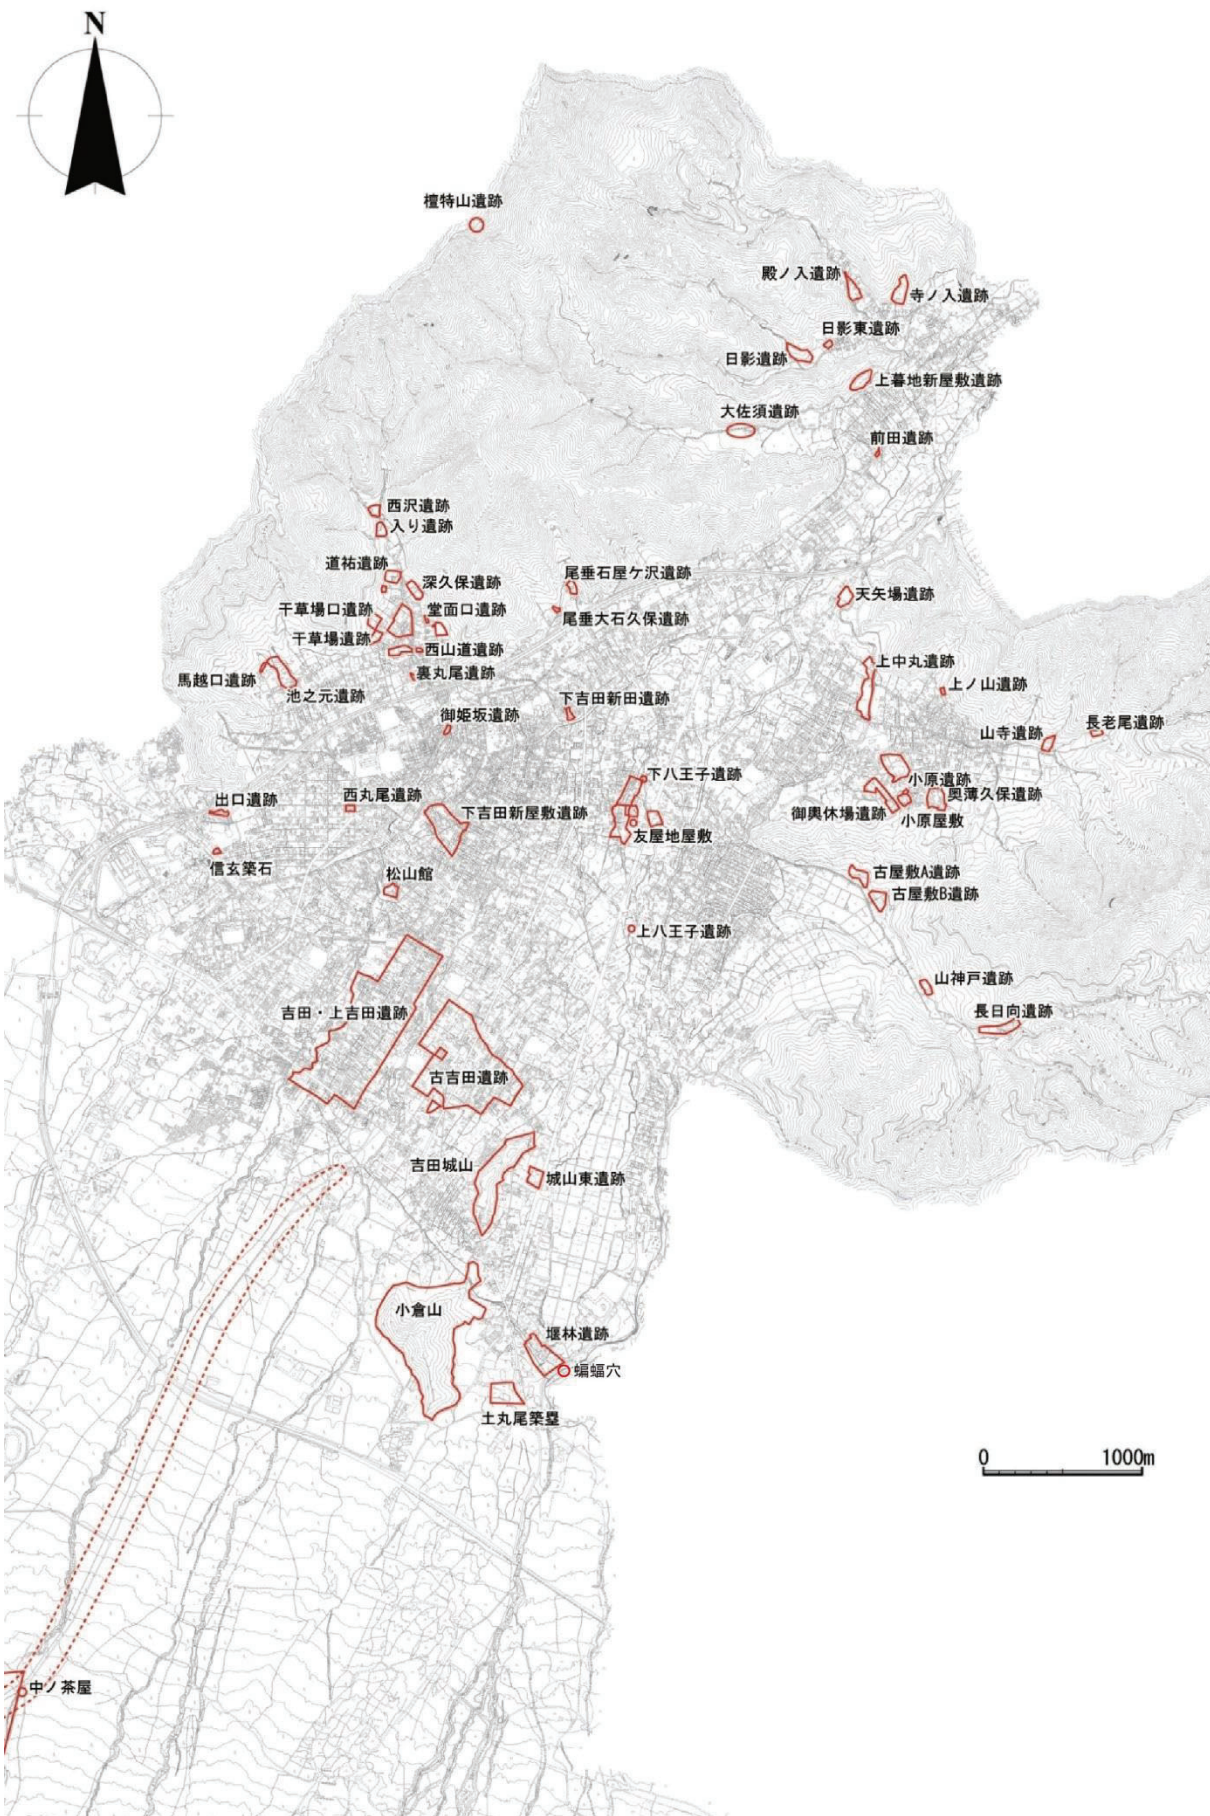 N
檀特山遺跡
殿ノ入遺跡
寺ノ入遺跡
日影東遺跡
日影遺跡
上暮地新屋敷遺跡
大佐須遺跡
前田遺跡
西沢遺跡
入り遺跡
道祐遺跡
深久保遺跡
尾垂石屋ケ沢遺跡
天矢場遺跡
干草場口遺跡
堂面口遺跡
尾垂大石久保遺跡
干草場遺跡
西山道遺跡
上中丸遺跡
馬越口遺跡
裏丸尾遺跡
上ノ山遺跡
池之元遺跡
下吉田新田遺跡
御姫坂遺跡
長老尾遺跡
山寺遺跡
下八王子遺跡
小原遺跡
出口遺跡
西丸尾遺跡
奥薄久保遺跡
下吉田新屋敷遺跡
御輿休場遺跡
小原屋敷
友屋地屋敷
信玄築石
松山館
古屋敷A遺跡
古屋敷B遺跡
上八王子遺跡
山神戸遺跡
吉田・上吉田遺跡
長日向遺跡
古吉田遺跡
吉田城山
城山東遺跡
小倉山
堰林遺跡
蝙蝠穴
土丸尾築塁
0 1000m
中ノ茶屋